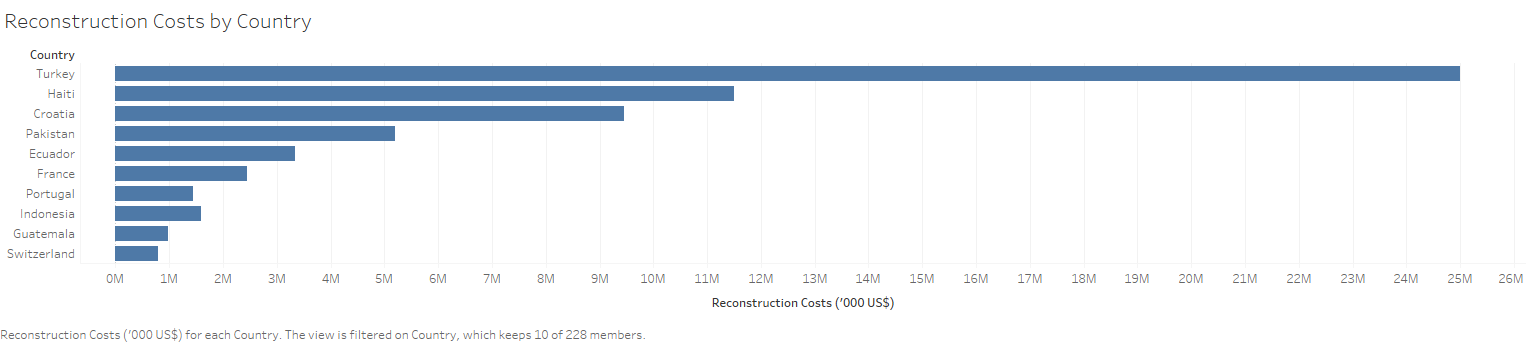 Reconstruction Costs by Country
Country
Turkey
Haiti
Croatia
Pakistan
Ecuador
France
Portugal
Indonesia
Guatemala
Switzerland
0M 1M 2M 3M 4M 5M 6M 7M 8M 9M 10M 11M 12M 13M 14M 15M 16M 17M 18M 19M 20M 21M 22M 23M 24M 25M 26M
Reconstruction Costs ('000 US$)
Reconstruction Costs ('000 US$) for each Country. The view is filtered on Country, which keeps 10 of 228 members.